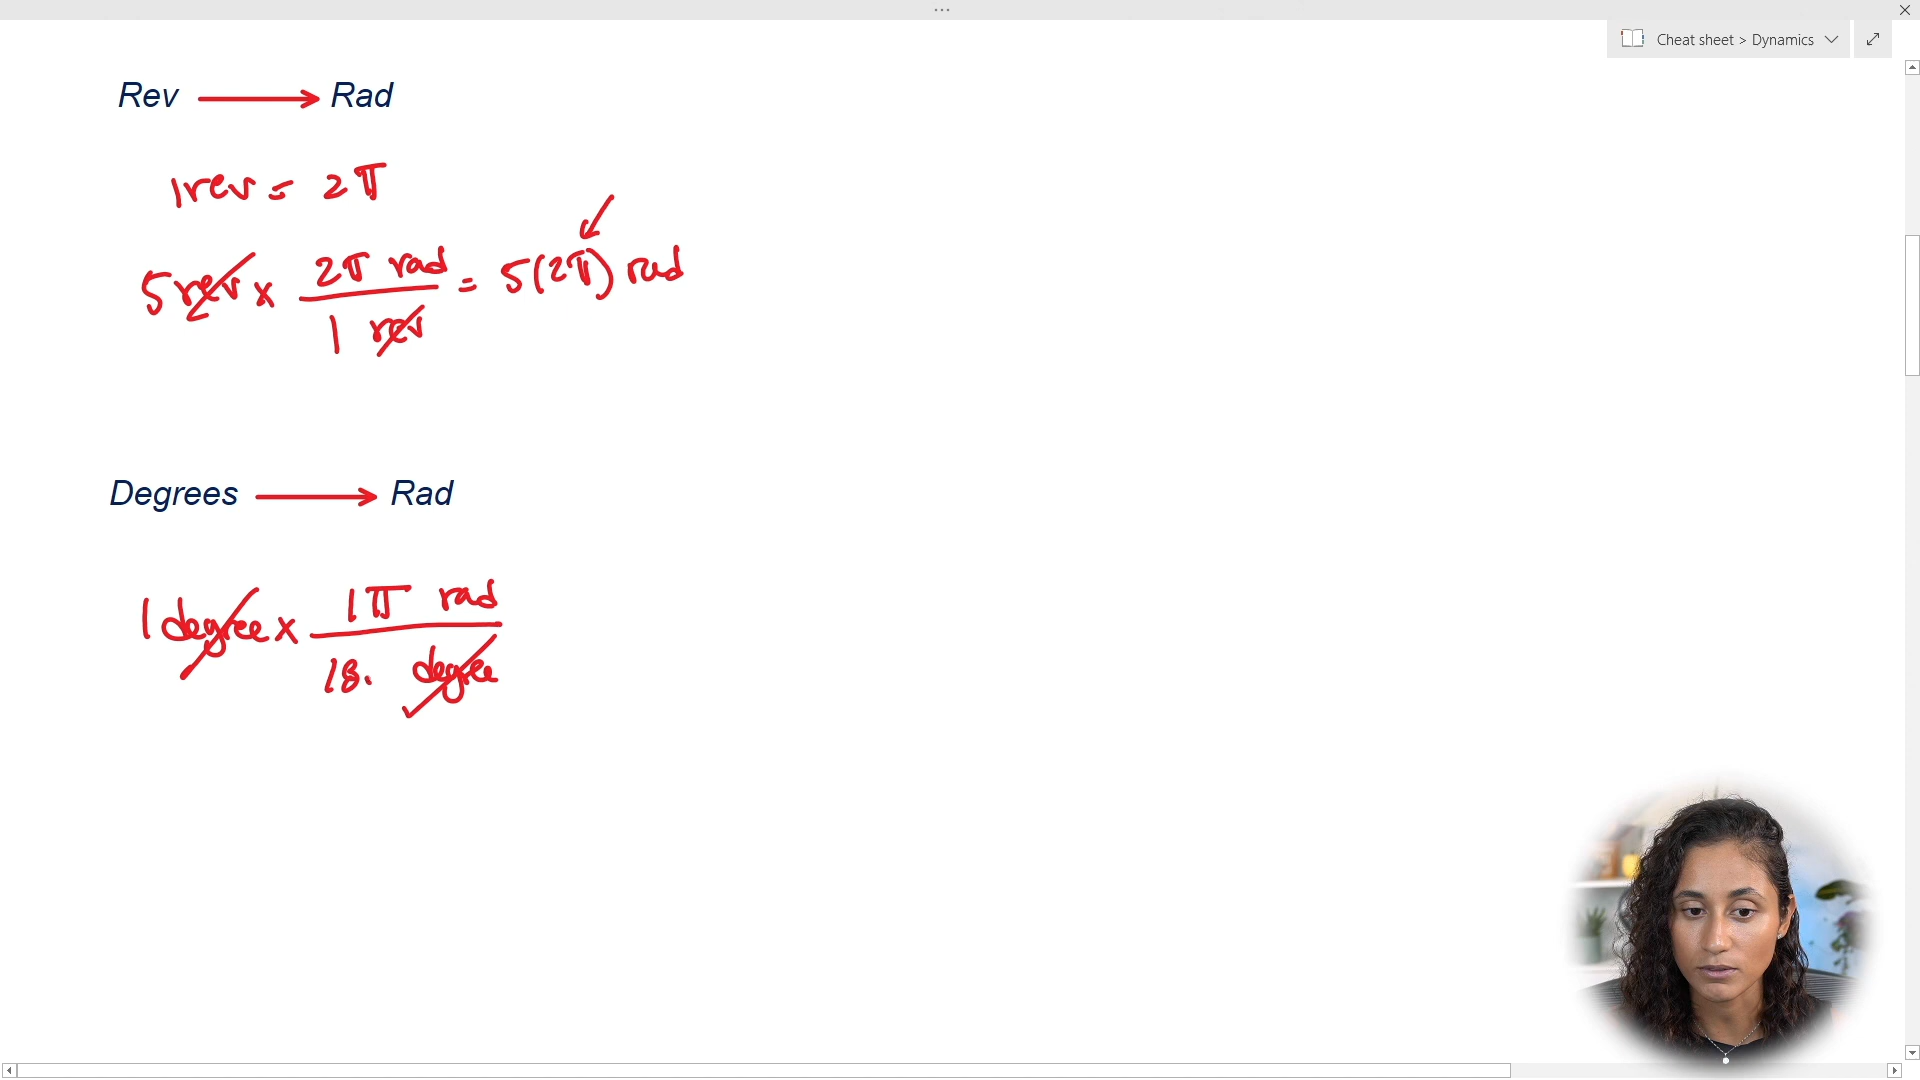 ...
Cheat sheet > Dynamics
Rev → Rad
1rev = 2π
5 rev x 2π rad / 1 rev = 5(2π) rad
Degrees → Rad
1 degree x 1π rad / 18. degree